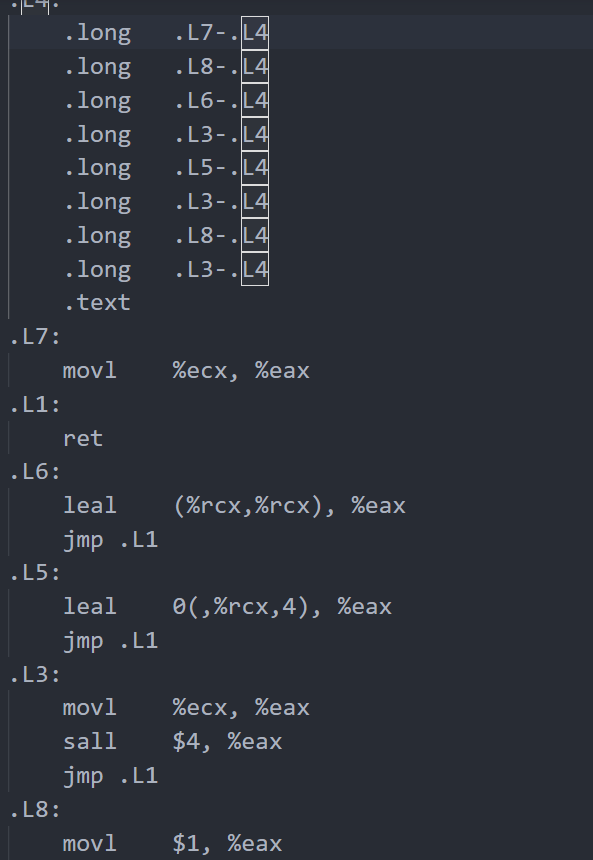 .L4:
.long .L7-.L4
.long .L8-.L4
.long .L6-.L4
.long .L3-.L4
.long .L5-.L4
.long .L3-.L4
.long .L8-.L4
.long .L3-.L4
.text
.L7:
movl %ecx, %eax
.L1:
ret
.L6:
leal (%rcx,%rcx), %eax
jmp .L1
.L5:
leal 0(,%rcx,4), %eax
jmp .L1
.L3:
movl %ecx, %eax
sall $4, %eax
jmp .L1
.L8:
movl $1, %eax